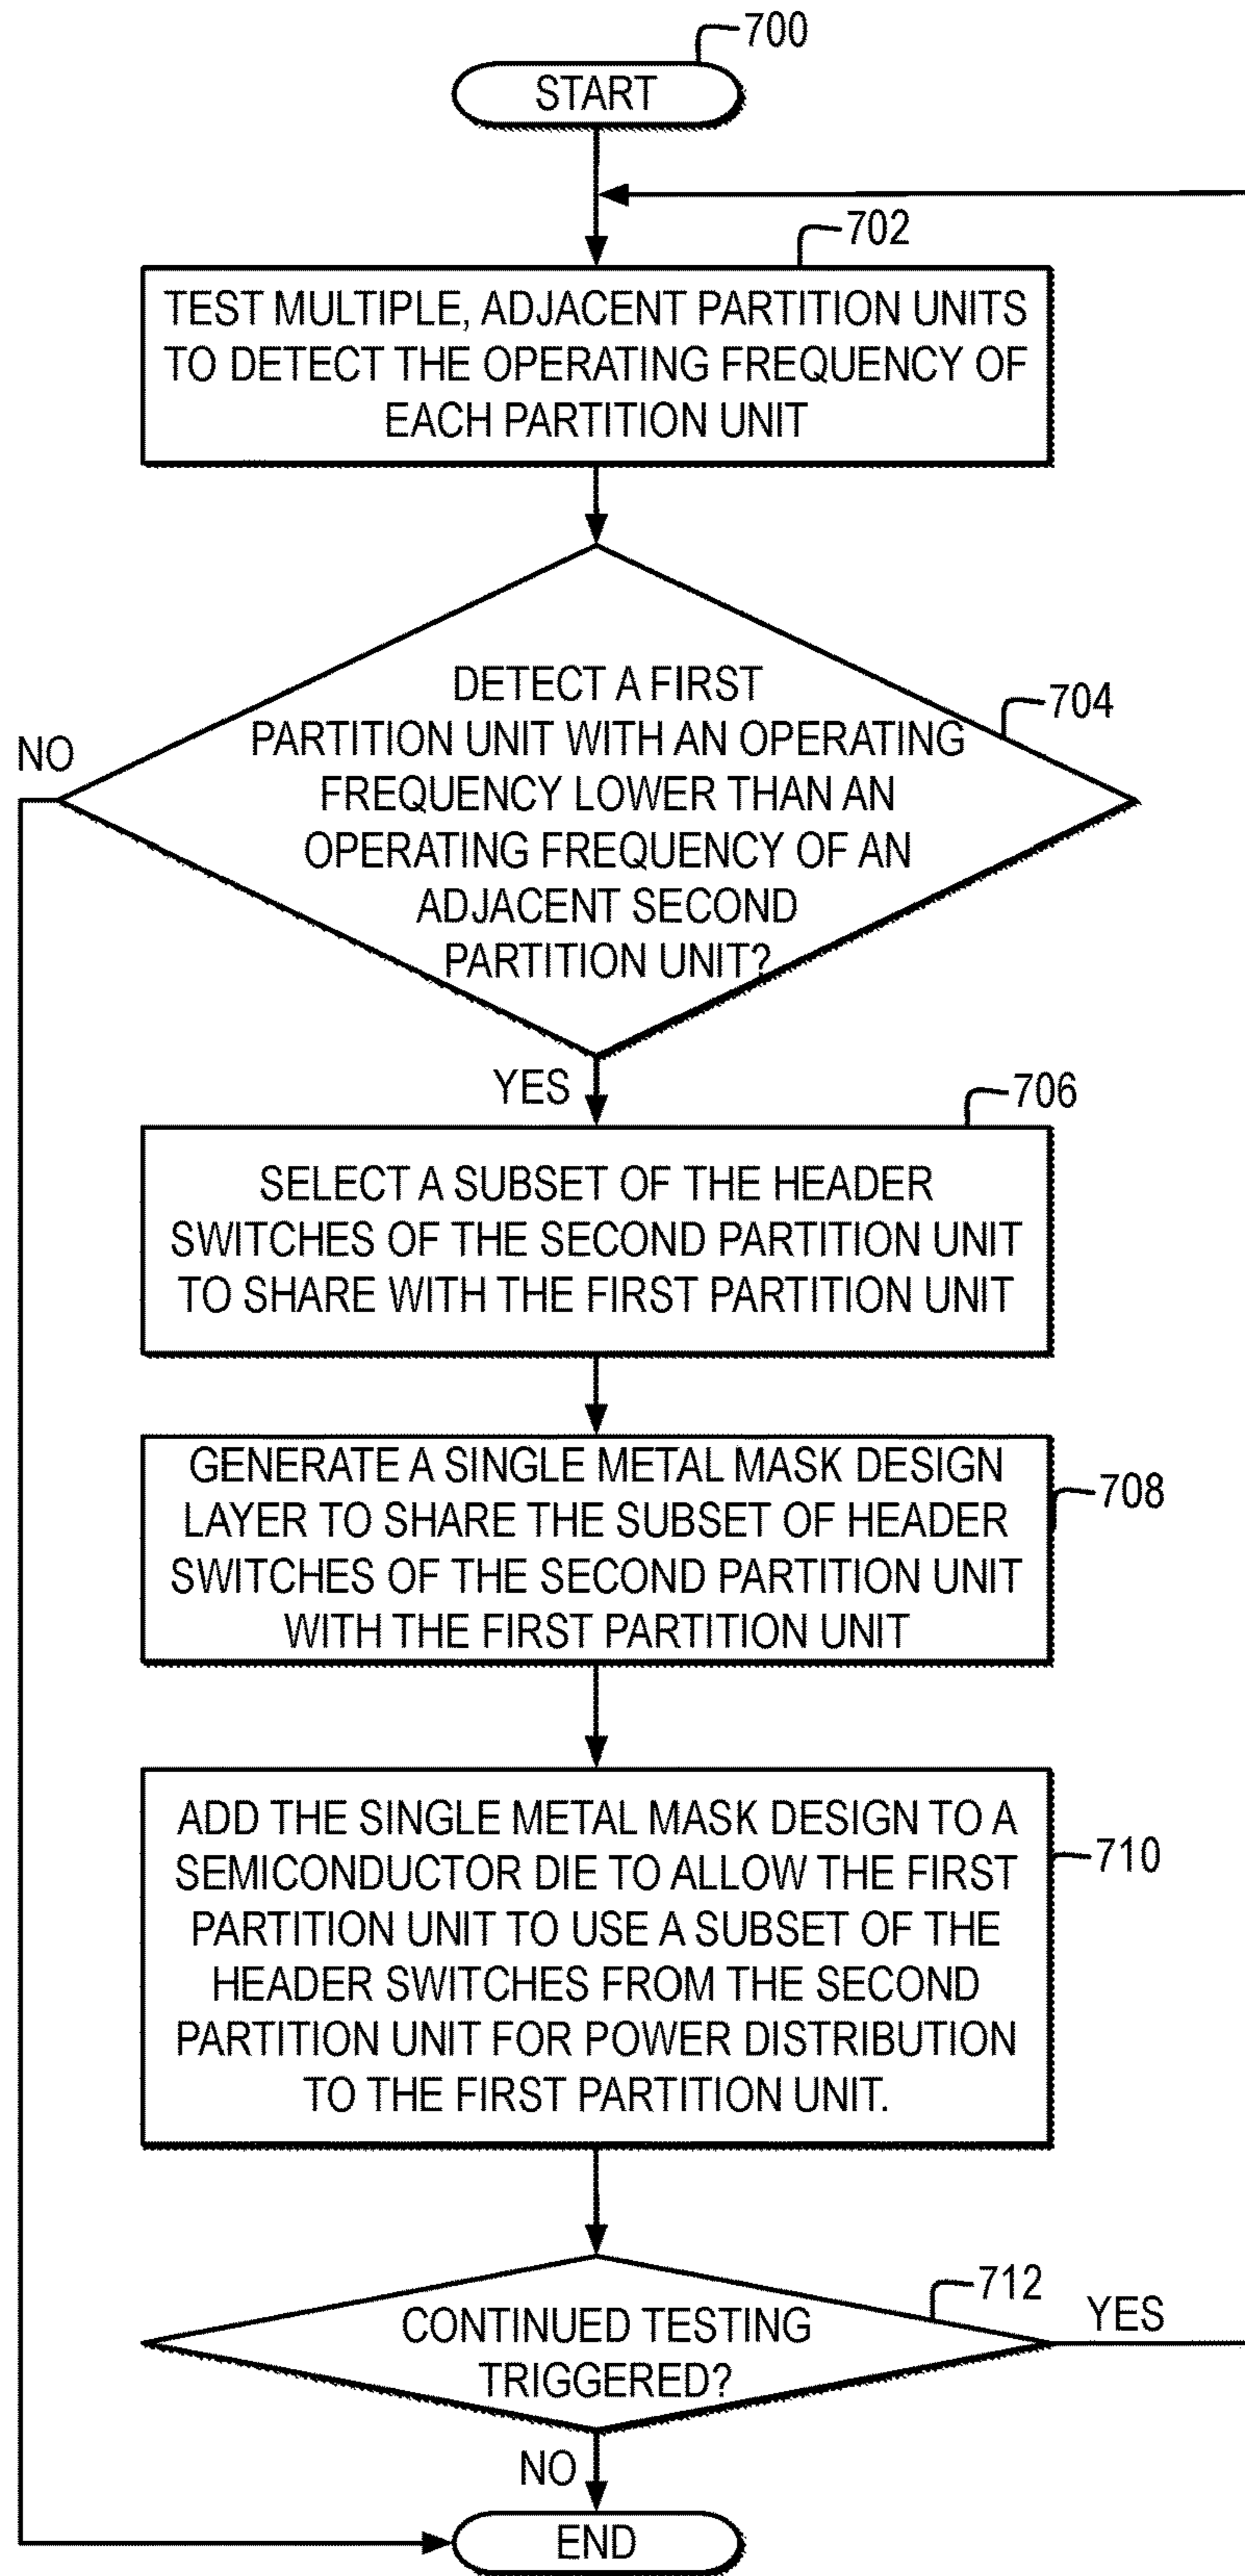 700
START
702
TEST MULTIPLE, ADJACENT PARTITION UNITS
TO DETECT THE OPERATING FREQUENCY OF
EACH PARTITION UNIT
DETECT A FIRST
PARTITION UNIT WITH AN OPERATING
FREQUENCY LOWER THAN AN
OPERATING FREQUENCY OF AN
ADJACENT SECOND
PARTITION UNIT?
704
NO
YES
706
SELECT A SUBSET OF THE HEADER
SWITCHES OF THE SECOND PARTITION UNIT
TO SHARE WITH THE FIRST PARTITION UNIT
GENERATE A SINGLE METAL MASK DESIGN
LAYER TO SHARE THE SUBSET OF HEADER
SWITCHES OF THE SECOND PARTITION UNIT
WITH THE FIRST PARTITION UNIT
708
ADD THE SINGLE METAL MASK DESIGN TO A
SEMICONDUCTOR DIE TO ALLOW THE FIRST
PARTITION UNIT TO USE A SUBSET OF THE
HEADER SWITCHES FROM THE SECOND
PARTITION UNIT FOR POWER DISTRIBUTION
TO THE FIRST PARTITION UNIT.
710
712
CONTINUED TESTING
TRIGGERED?
YES
NO
END